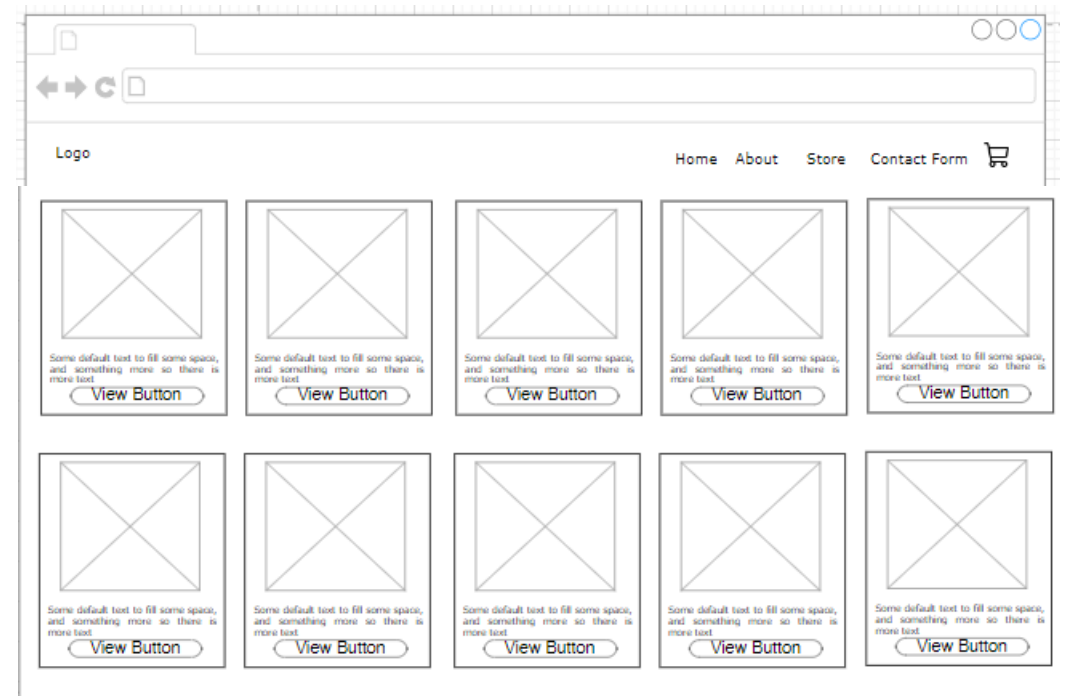 Logo
Home About Store Contact Form
Some default text to fill some space,
and something more so there is
more text
View Button
Some default text to fill some space,
and something more so there is
more text
View Button
Some default text to fill some space,
and something more so there is
more text
View Button
Some default text to fill some space,
and something more so there is
more text
View Button
Some default text to fill some space,
and something more so there is
more text
View Button
Some default text to fill some space,
and something more so there is
more text
View Button
Some default text to fill some space,
and something more so there is
more text
View Button
Some default text to fill some space,
and something more so there is
more text
View Button
Some default text to fill some space,
and something more so there is
more text
View Button
Some default text to fill some space,
and something more so there is
more text
View Button